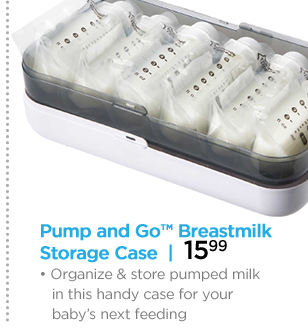 Pump and Go™ Breastmilk
Storage Case | 15⁹⁹
• Organize & store pumped milk
in this handy case for your
baby's next feeding